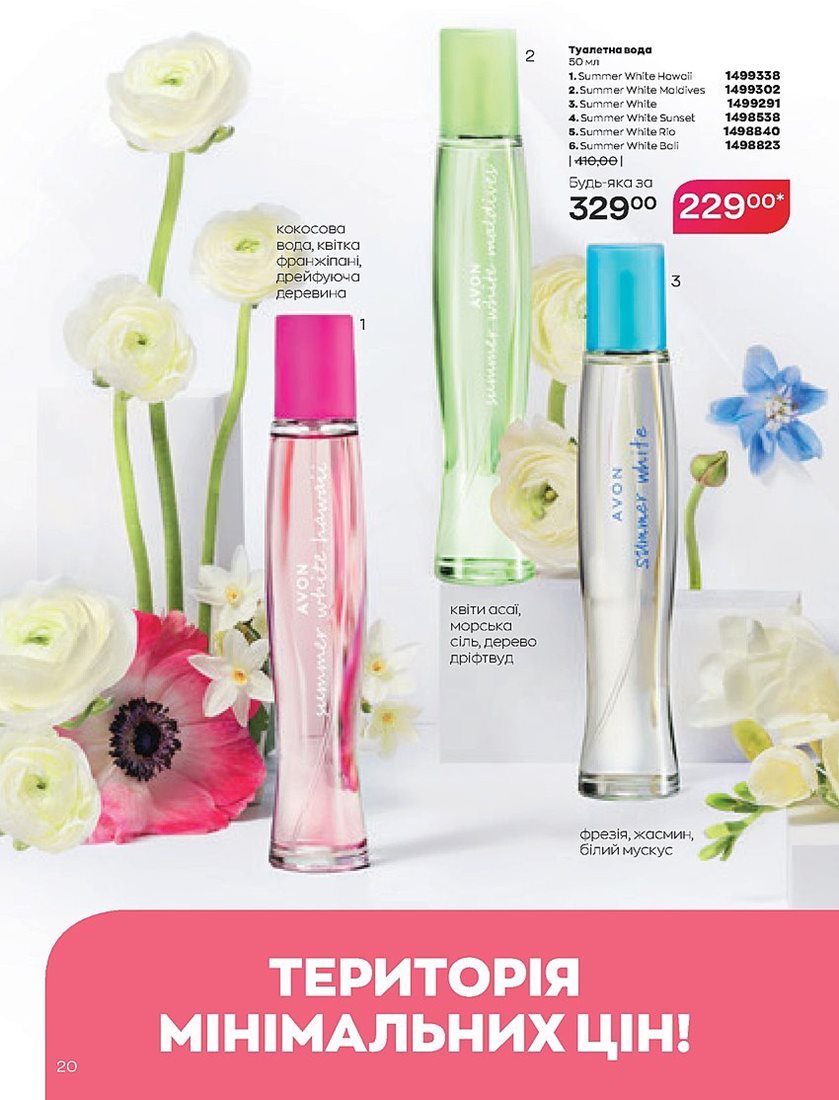 2
Туалетна вода
50 мл
1. Summer White Hawaii 1499338
2. Summer White Maldives 1499302
3. Summer White 1499291
4. Summer White Sunset 1498538
5. Summer White Rio 1498840
6. Summer White Bali 1498823
| 410,00 |
Будь-яка за
329⁰⁰ 229⁰⁰*
кокосова
вода, квітка
франжіпані,
дрейфуюча
деревина
1
3
AVON
summer white maldives
AVON
summer white
AVON
summer white hawaii
квіти асаї,
морська
сіль, дерево
дріфтвуд
фрезія, жасмин,
білий мускус
ТЕРИТОРІЯ
МІНІМАЛЬНИХ ЦІН!
20